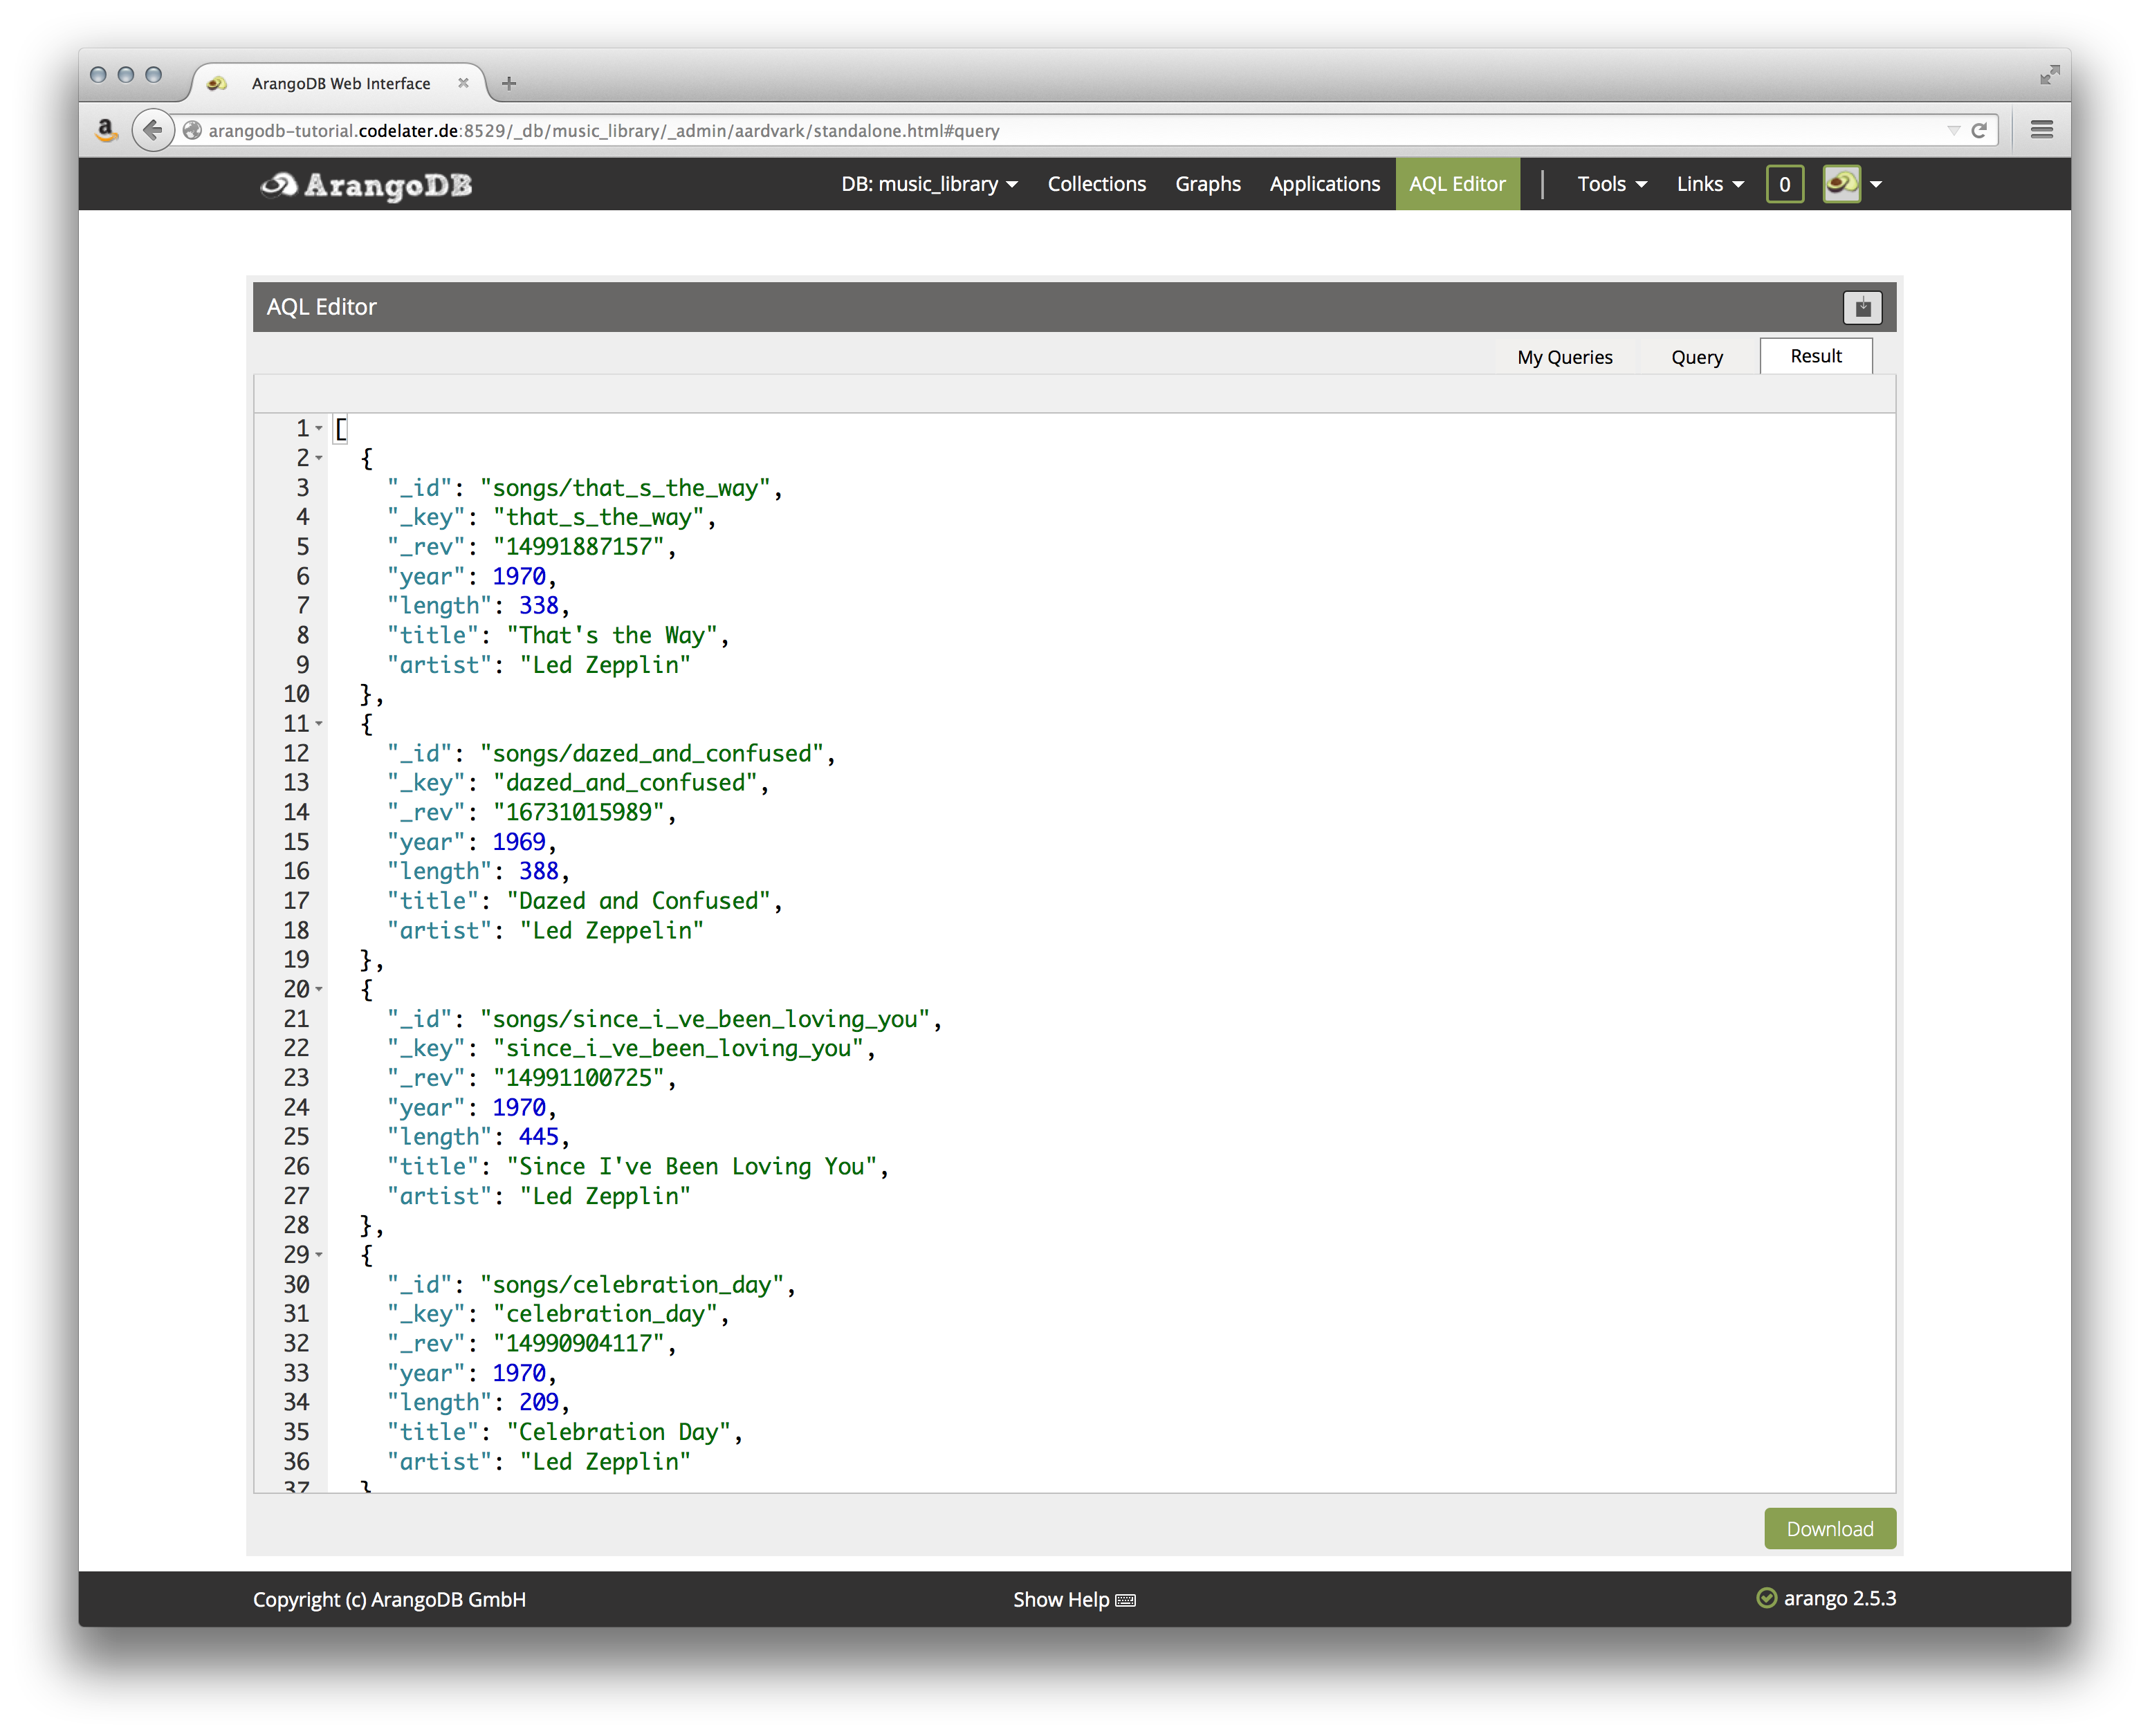 ArangoDB Web Interface
arangodb-tutorial.codelater.de:8529/_db/music_library/_admin/aardvark/standalone.html#query
ArangoDB
DB: music_library Collections Graphs Applications AQL Editor | Tools Links 0
AQL Editor
My Queries Query Result
1 [
2 {
3 "_id": "songs/that_s_the_way",
4 "_key": "that_s_the_way",
5 "_rev": "14991887157",
6 "year": 1970,
7 "length": 338,
8 "title": "That's the Way",
9 "artist": "Led Zepplin"
10 },
11 {
12 "_id": "songs/dazed_and_confused",
13 "_key": "dazed_and_confused",
14 "_rev": "16731015989",
15 "year": 1969,
16 "length": 388,
17 "title": "Dazed and Confused",
18 "artist": "Led Zeppelin"
19 },
20 {
21 "_id": "songs/since_i_ve_been_loving_you",
22 "_key": "since_i_ve_been_loving_you",
23 "_rev": "14991100725",
24 "year": 1970,
25 "length": 445,
26 "title": "Since I've Been Loving You",
27 "artist": "Led Zepplin"
28 },
29 {
30 "_id": "songs/celebration_day",
31 "_key": "celebration_day",
32 "_rev": "14990904117",
33 "year": 1970,
34 "length": 209,
35 "title": "Celebration Day",
36 "artist": "Led Zepplin"
37 }
Download
Copyright (c) ArangoDB GmbH Show Help arango 2.5.3